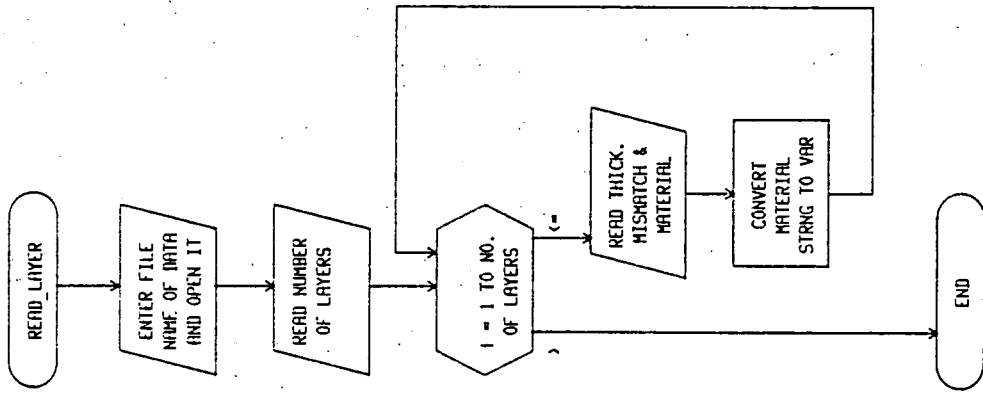 READ_LAYER
ENTER FILE
NAME OF DATA
AND OPEN IT
READ NUMBER
OF LAYERS
I = 1 TO NO.
OF LAYERS
<=
>
READ THICK.
MISMATCH &
MATERIAL
CONVERT
MATERIAL
STRNG TO VAR
END